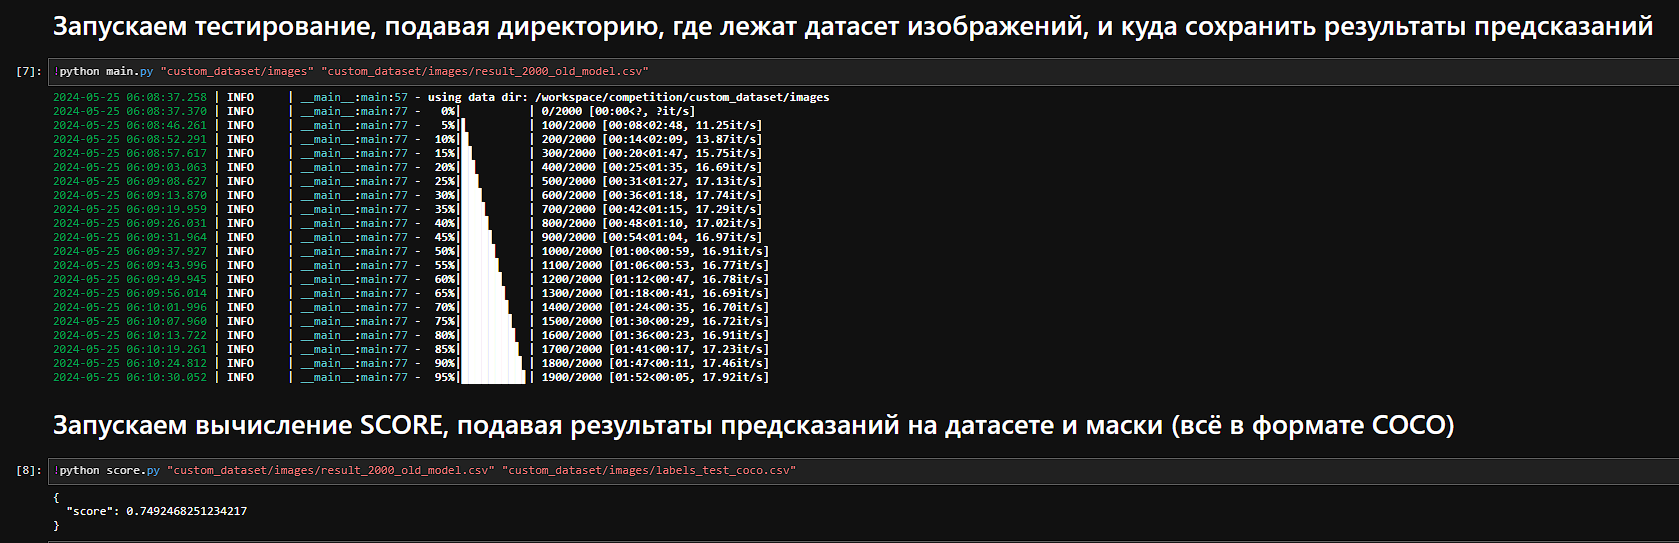 Запускаем тестирование, подавая директорию, где лежат датасет изображений, и куда сохранить результаты предсказаний
[7]: !python main.py "custom_dataset/images" "custom_dataset/images/result_2000_old_model.csv"
2024-05-25 06:08:37.258 | INFO     | __main__:main:57 - using data dir: /workspace/competition/custom_dataset/images
2024-05-25 06:08:37.370 | INFO     | __main__:main:77 -   0%|          | 0/2000 [00:00<?, ?it/s]
2024-05-25 06:08:46.261 | INFO     | __main__:main:77 -   5%|▌         | 100/2000 [00:08<02:48, 11.25it/s]
2024-05-25 06:08:52.291 | INFO     | __main__:main:77 -  10%|█         | 200/2000 [00:14<02:09, 13.87it/s]
2024-05-25 06:08:57.617 | INFO     | __main__:main:77 -  15%|█▌        | 300/2000 [00:20<01:47, 15.75it/s]
2024-05-25 06:09:03.063 | INFO     | __main__:main:77 -  20%|██        | 400/2000 [00:25<01:35, 16.69it/s]
2024-05-25 06:09:08.627 | INFO     | __main__:main:77 -  25%|██▌       | 500/2000 [00:31<01:27, 17.13it/s]
2024-05-25 06:09:13.870 | INFO     | __main__:main:77 -  30%|███       | 600/2000 [00:36<01:18, 17.74it/s]
2024-05-25 06:09:19.959 | INFO     | __main__:main:77 -  35%|███▌      | 700/2000 [00:42<01:15, 17.29it/s]
2024-05-25 06:09:26.031 | INFO     | __main__:main:77 -  40%|████      | 800/2000 [00:48<01:10, 17.02it/s]
2024-05-25 06:09:31.964 | INFO     | __main__:main:77 -  45%|████▌     | 900/2000 [00:54<01:04, 16.97it/s]
2024-05-25 06:09:37.927 | INFO     | __main__:main:77 -  50%|█████     | 1000/2000 [01:00<00:59, 16.91it/s]
2024-05-25 06:09:43.996 | INFO     | __main__:main:77 -  55%|█████▌    | 1100/2000 [01:06<00:53, 16.77it/s]
2024-05-25 06:09:49.945 | INFO     | __main__:main:77 -  60%|██████    | 1200/2000 [01:12<00:47, 16.78it/s]
2024-05-25 06:09:56.014 | INFO     | __main__:main:77 -  65%|██████▌   | 1300/2000 [01:18<00:41, 16.69it/s]
2024-05-25 06:10:01.996 | INFO     | __main__:main:77 -  70%|███████   | 1400/2000 [01:24<00:35, 16.70it/s]
2024-05-25 06:10:07.960 | INFO     | __main__:main:77 -  75%|███████▌  | 1500/2000 [01:30<00:29, 16.72it/s]
2024-05-25 06:10:13.722 | INFO     | __main__:main:77 -  80%|████████  | 1600/2000 [01:36<00:23, 16.91it/s]
2024-05-25 06:10:19.261 | INFO     | __main__:main:77 -  85%|████████▌ | 1700/2000 [01:41<00:17, 17.23it/s]
2024-05-25 06:10:24.812 | INFO     | __main__:main:77 -  90%|█████████ | 1800/2000 [01:47<00:11, 17.46it/s]
2024-05-25 06:10:30.052 | INFO     | __main__:main:77 -  95%|█████████▌| 1900/2000 [01:52<00:05, 17.92it/s]
Запускаем вычисление SCORE, подавая результаты предсказаний на датасете и маски (всё в формате COCO)
[8]: !python score.py "custom_dataset/images/result_2000_old_model.csv" "custom_dataset/images/labels_test_coco.csv"
{
"score": 0.7492468251234217
}